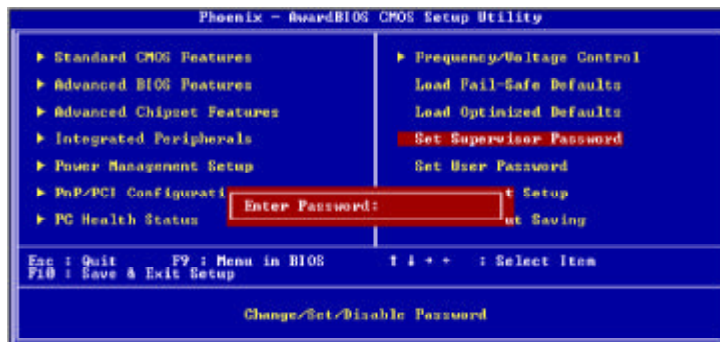 Phoenix - AwardBIOS CMOS Setup Utility
▶ Standard CMOS Features
▶ Advanced BIOS Features
▶ Advanced Chipset Features
▶ Integrated Peripherals
▶ Power Management Setup
▶ PnP/PCI Configurati
▶ PC Health Status
▶ Frequency/Voltage Control
Load Fail-Safe Defaults
Load Optimized Defaults
Set Supervisor Password
Set User Password
t Setup
ut Saving
Enter Password:
Esc : Quit F9 : Menu in BIOS ↑ ↓ → ← : Select Item
F10 : Save & Exit Setup
Change/Set/Disable Password